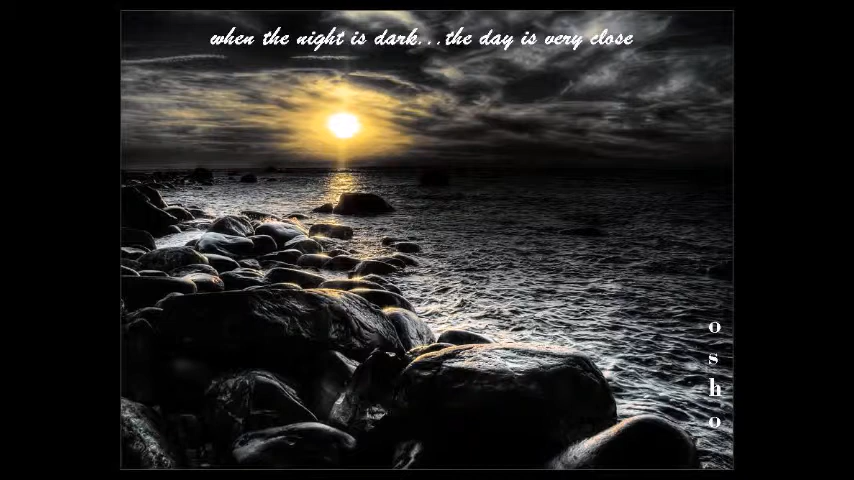 when the night is dark...the day is very close
osho